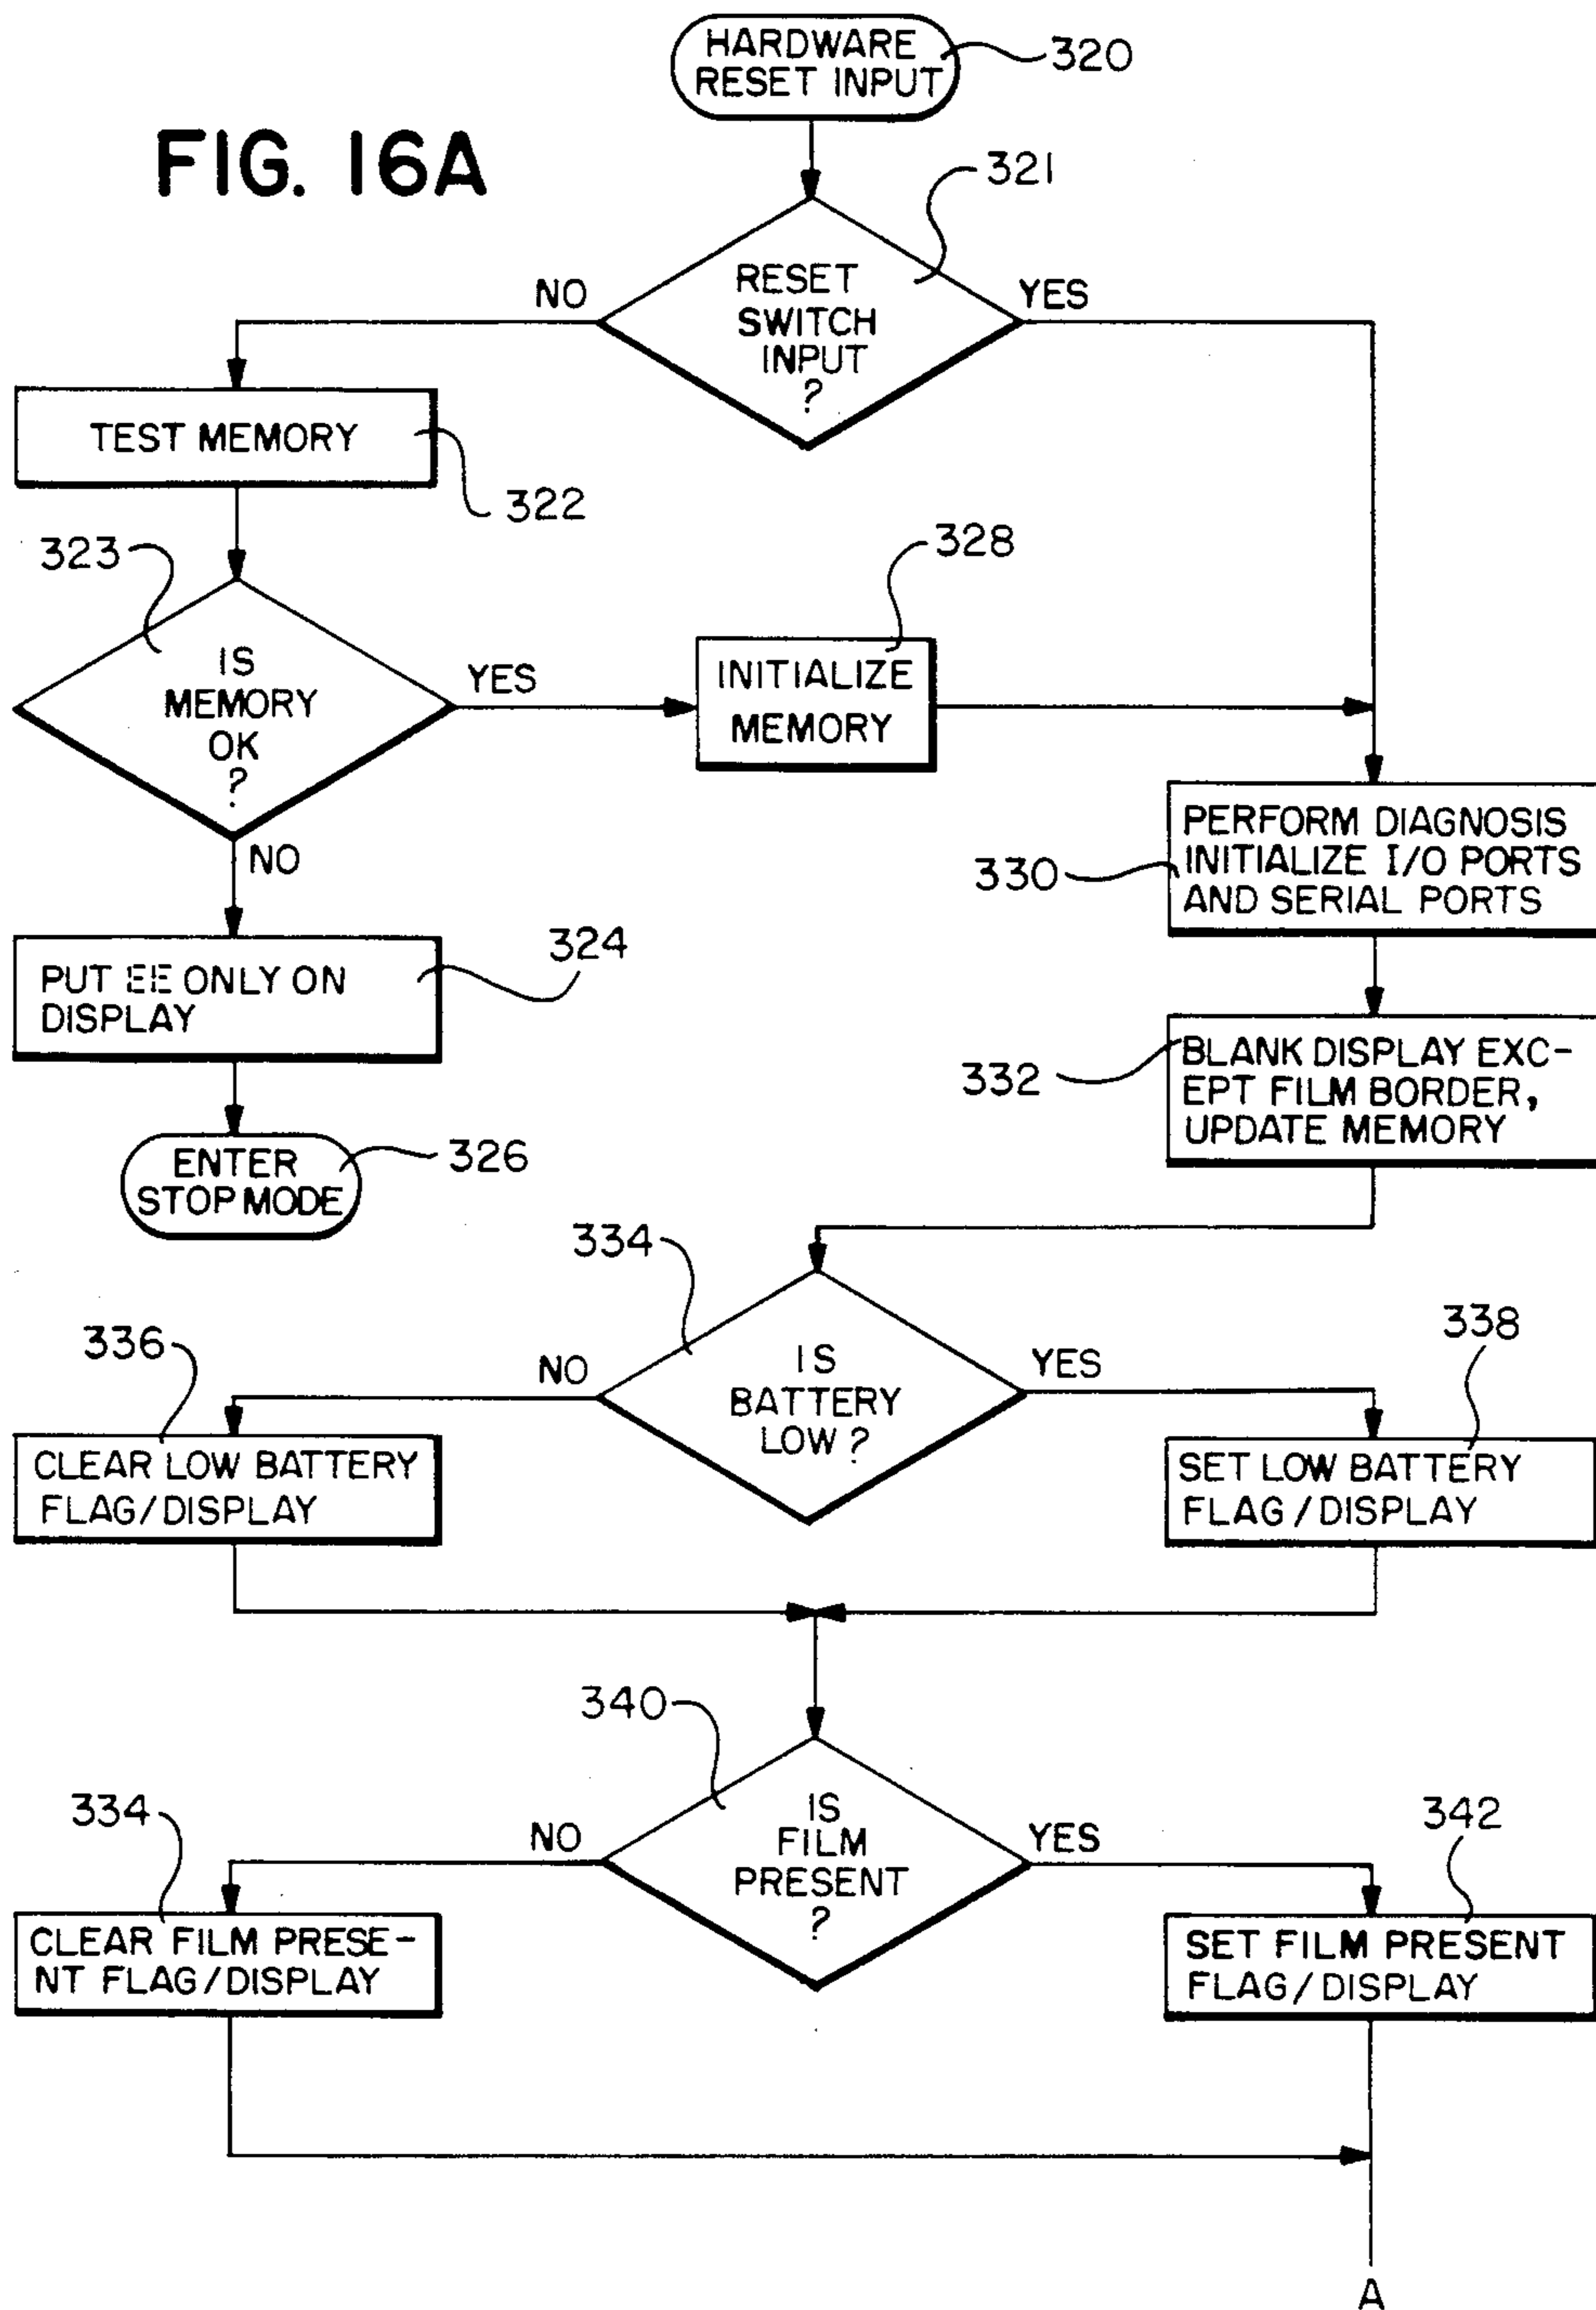 HARDWARE
RESET INPUT
320
FIG. 16A
321
NO
RESET
SWITCH
INPUT
?
YES
TEST MEMORY
322
323
328
IS
MEMORY
OK
?
YES
INITIALIZE
MEMORY
NO
330
PERFORM DIAGNOSIS
INITIALIZE I/O PORTS
AND SERIAL PORTS
324
PUT EE ONLY ON
DISPLAY
332
BLANK DISPLAY EXC-
EPT FILM BORDER,
UPDATE MEMORY
ENTER
STOP MODE
326
334
336
338
NO
IS
BATTERY
LOW ?
YES
CLEAR LOW BATTERY
FLAG/DISPLAY
SET LOW BATTERY
FLAG / DISPLAY
340
334
342
NO
IS
FILM
PRESENT
?
YES
CLEAR FILM PRESE-
NT FLAG/DISPLAY
SET FILM PRESENT
FLAG/DISPLAY
A